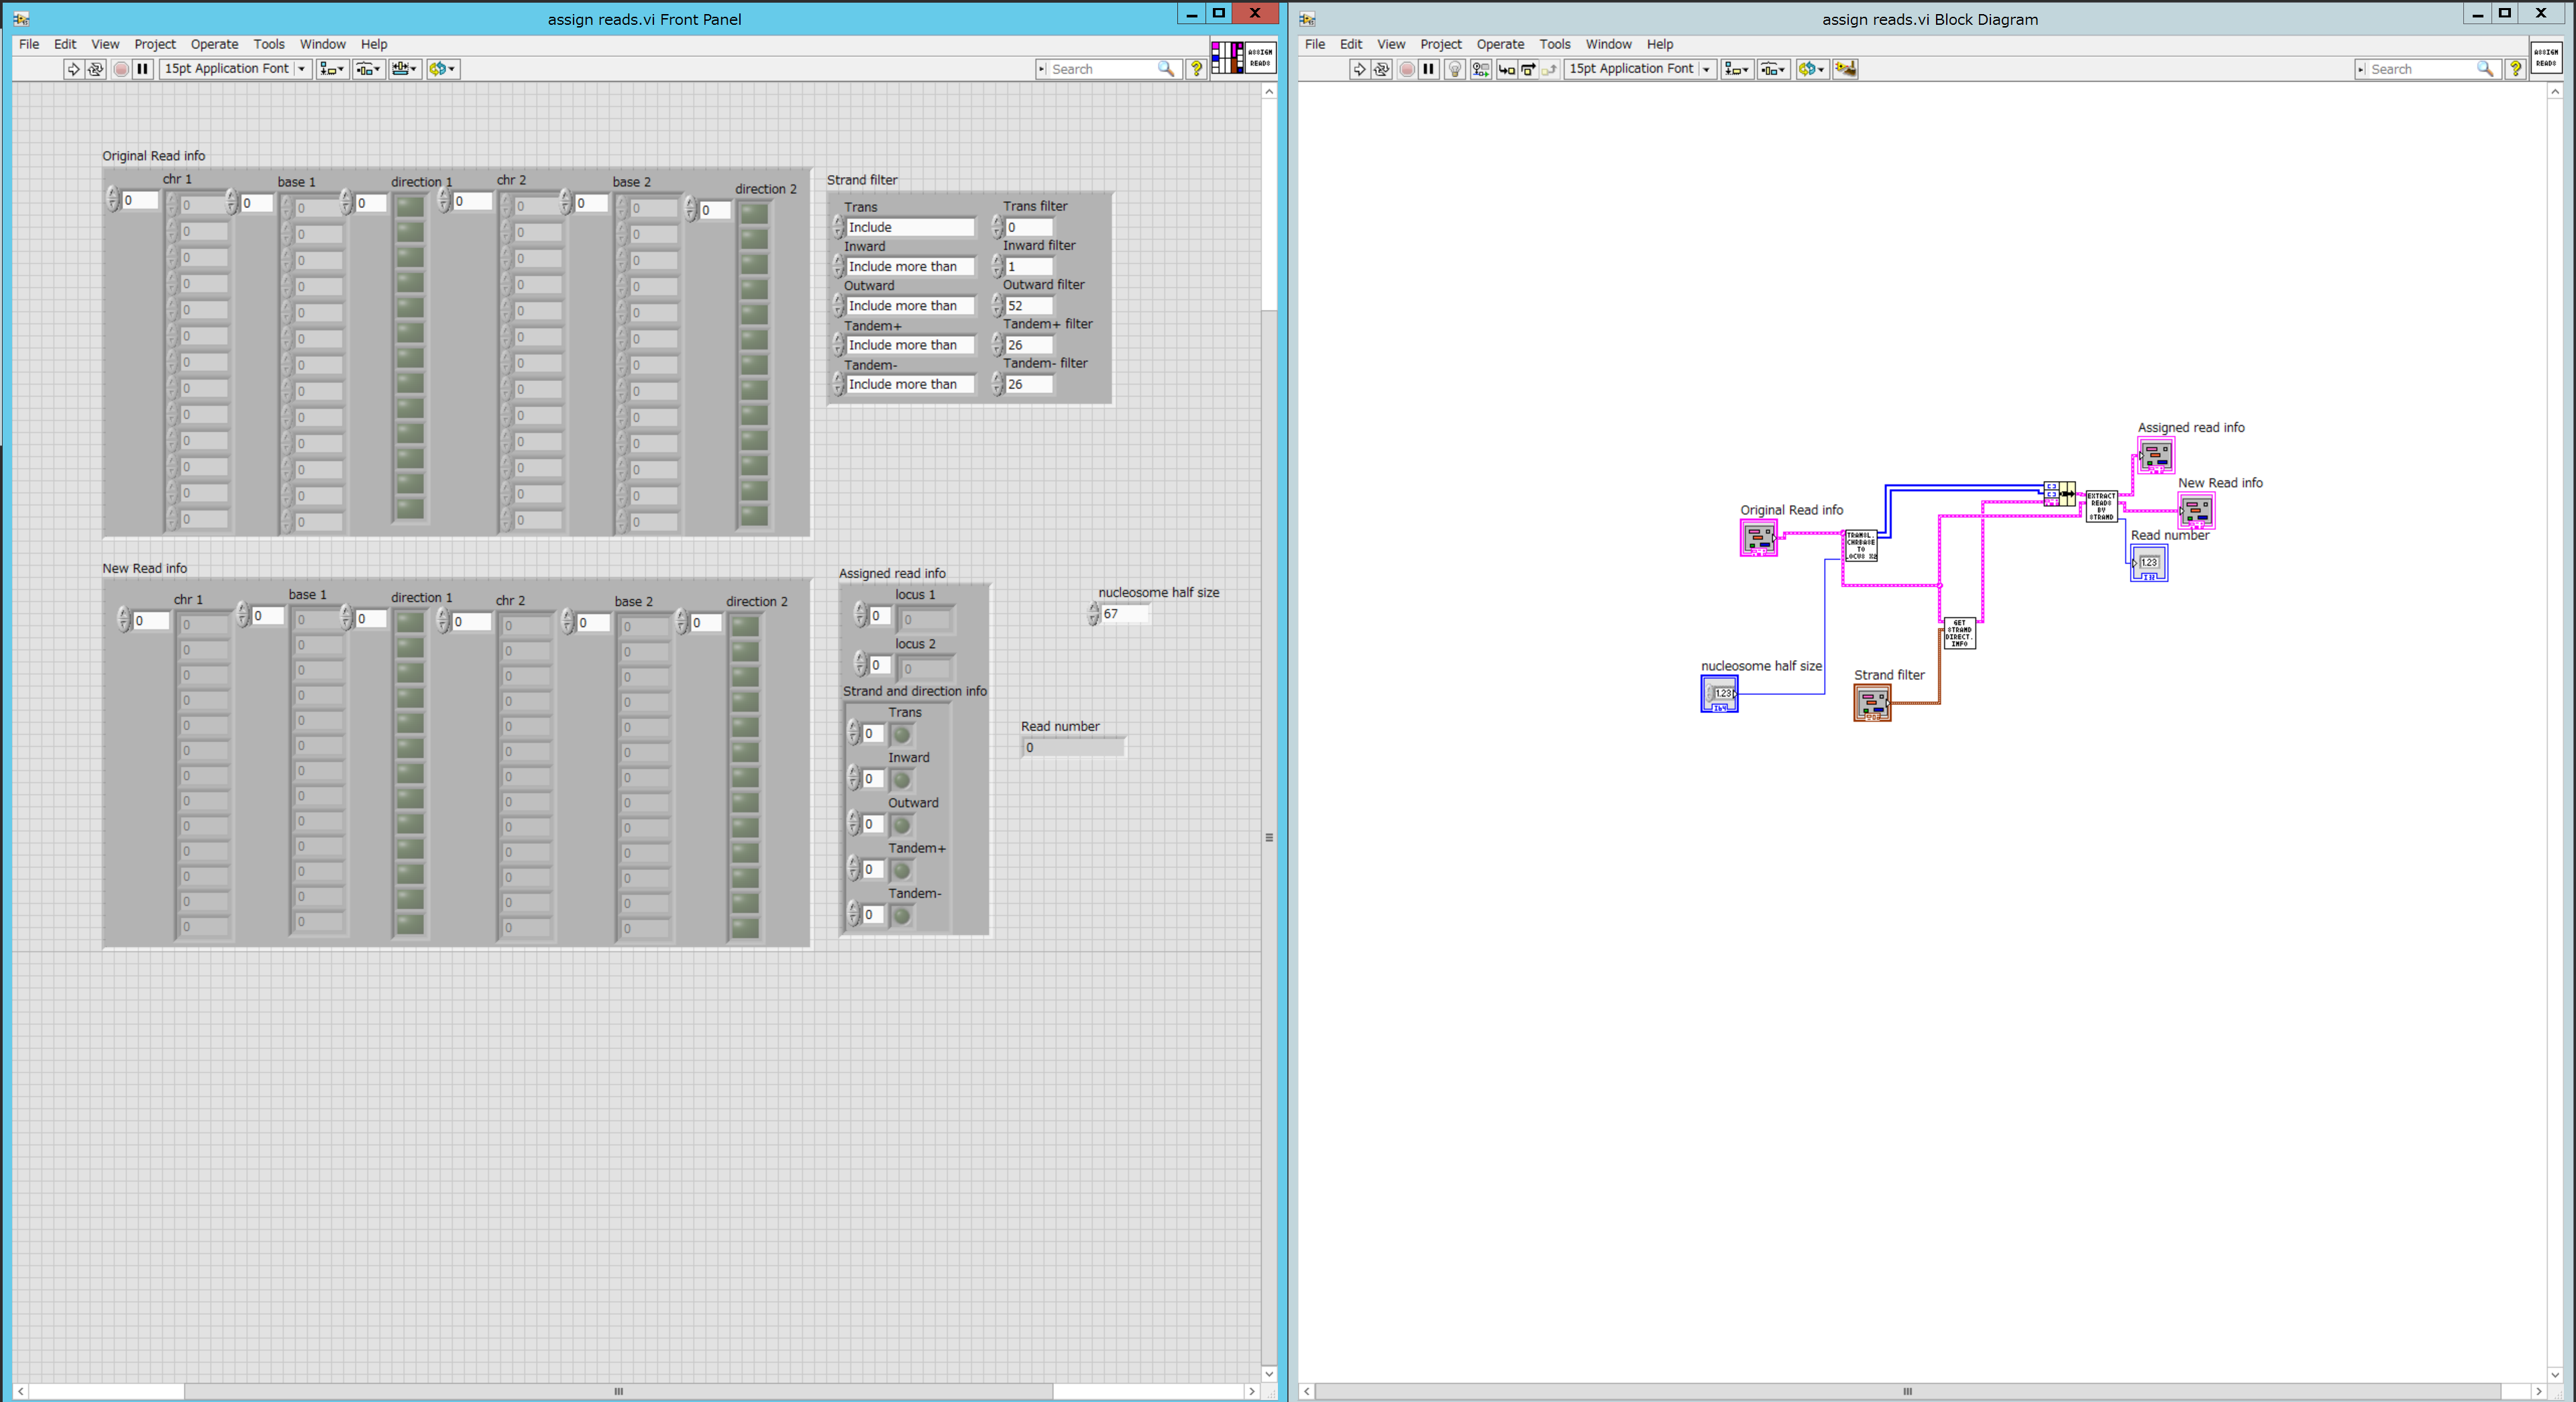 assign reads.vi Front Panel
File Edit View Project Operate Tools Window Help
15pt Application Font
Search
ASSIGN
READS
Original Read info
chr 1 base 1 direction 1 chr 2 base 2 direction 2
0 0 0 0 0 0
0 0 0 0
0 0 0 0
0 0 0 0
0 0 0 0
0 0 0 0
0 0 0 0
0 0 0 0
0 0 0 0
0 0 0 0
0 0 0 0
0 0 0 0
0 0 0 0
0 0 0 0
Strand filter
Trans Trans filter
Include 0
Inward Inward filter
Include more than 1
Outward Outward filter
Include more than 52
Tandem+ Tandem+ filter
Include more than 26
Tandem- Tandem- filter
Include more than 26
New Read info
chr 1 base 1 direction 1 chr 2 base 2 direction 2
0 0 0 0 0 0
0 0 0 0
0 0 0 0
0 0 0 0
0 0 0 0
0 0 0 0
0 0 0 0
0 0 0 0
0 0 0 0
0 0 0 0
0 0 0 0
0 0 0 0
0 0 0 0
0 0 0 0
Assigned read info
locus 1
0 0
locus 2
0 0
Strand and direction info
Trans
0
Inward
0
Outward
0
Tandem+
0
Tandem-
0
nucleosome half size
67
Read number
0
assign reads.vi Block Diagram
File Edit View Project Operate Tools Window Help
15pt Application Font
Search
ASSIGN
READS
Assigned read info
New Read info
Original Read info
TRANSL.
CHRBASE
TO
LOCUS X2
EXTRACT
READS
BY
STRAND
Read number
1.23
I32
GET
STRAND
DIRECT.
INFO
nucleosome half size
1.23
I64
Strand filter